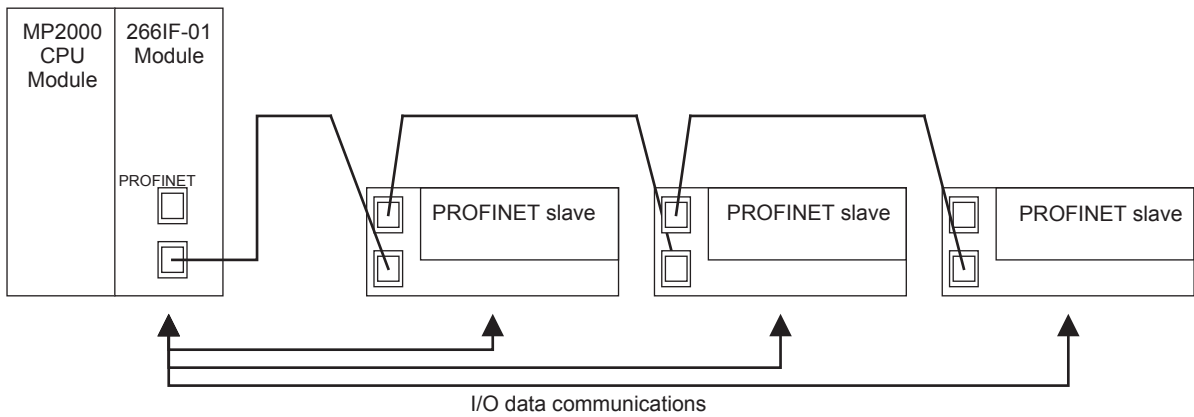 MP2000
CPU
Module
266IF-01
Module
PROFINET
PROFINET slave
PROFINET slave
PROFINET slave
I/O data communications